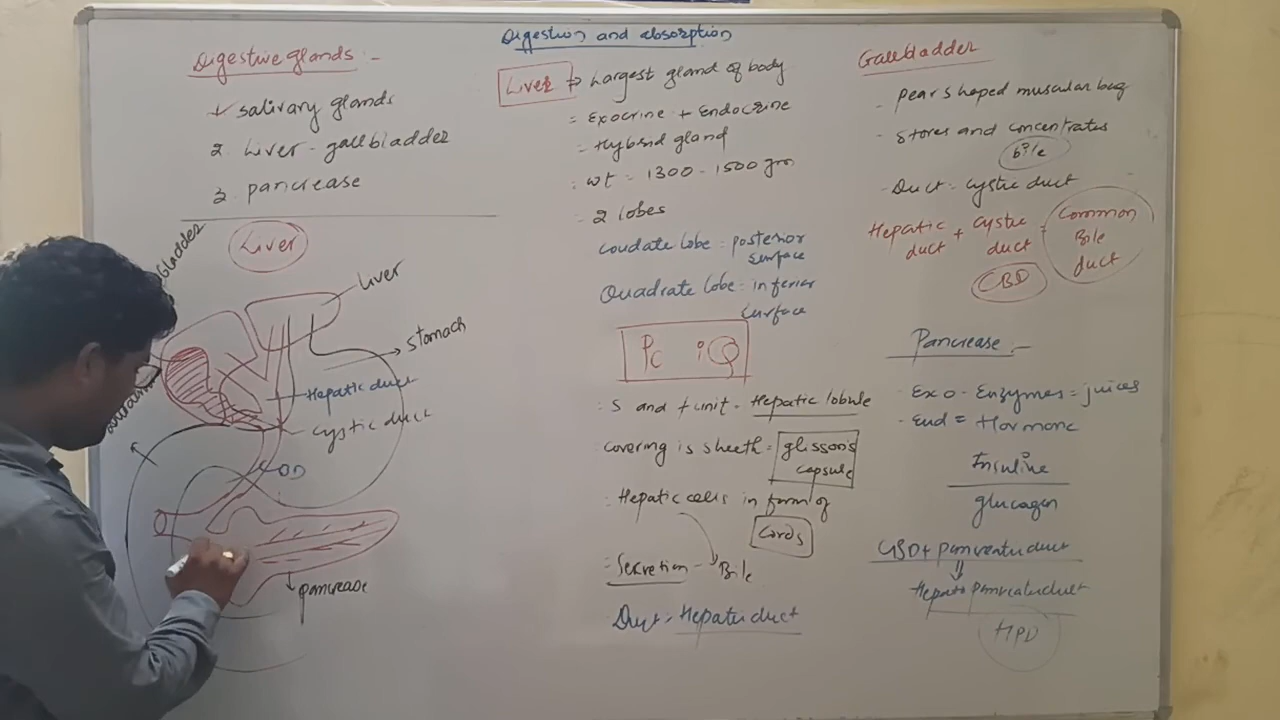 Digestion and absorption
Digestive glands :-
1. salivary glands
2. Liver - gallbladder
3. pancrease
Liver
Gladder
Liver
stomach
Hepatic duct
cystic duct
pancrease
Liver => Largest gland of body
= Exocrine + Endocrine
= Hybrid gland
: wt = 1300 - 1500 gm
= 2 lobes
Coudate lobe = posterior
surface
Quadrate lobe = inferior
surface
Pc iQ
: S and f unit - Hepatic lobule
covering is sheeth = glisson's
capsule
: Hepatic cells in form of
Cords
= Secretion - Bile
Duct = Hepatic duct
Gallbladder
- pear shaped muscular bag
- Stores and concentrates
bile
- Duct = cystic duct
Hepatic duct + cystic duct = Common Bile duct
CBD
Pancrease :-
- Exo - Enzymes = juices
- End = Hormone
Insuline
glucagon
CBD + pancreatic duct
Hepato pancreatic duct
HPD